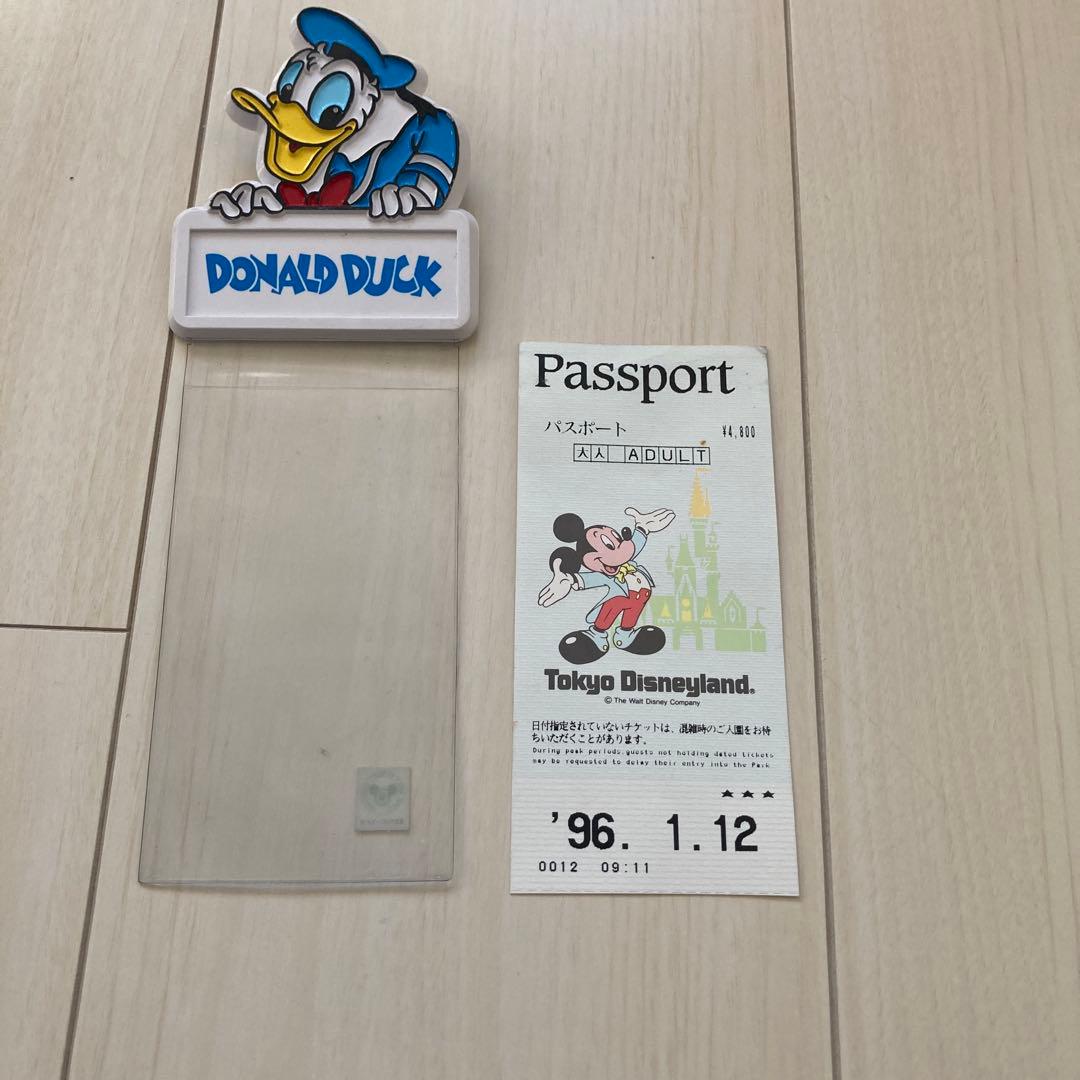 DONALD DUCK
Passport
パスポート
¥4,800
大人 ADULT
Tokyo Disneyland®
© The Walt Disney Company
日付指定されていないチケットは、混雑時のご入園をお待
ちいただくことがあります。
During peak periods,guests not holding dated tickets
may be requested to delay their entry into the Park
★★★
'96. 1.12
0012 09:11